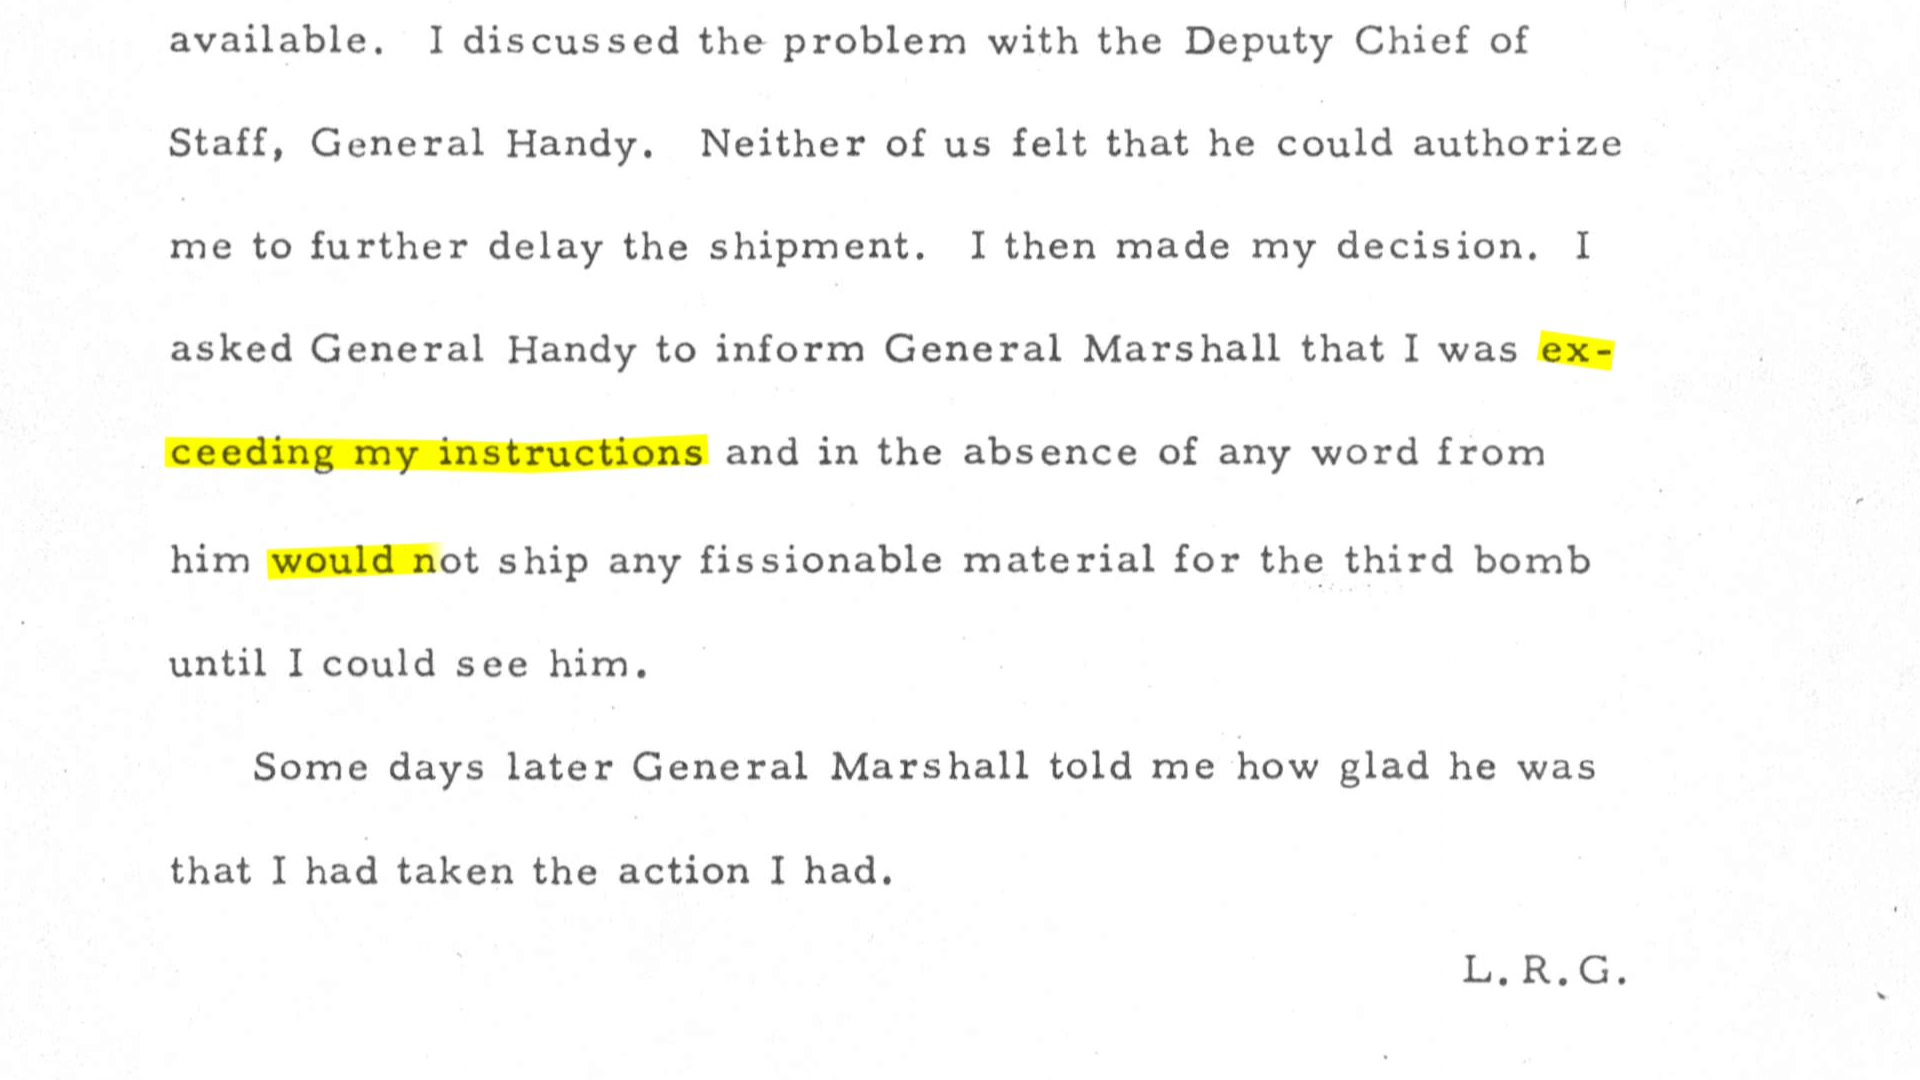 available. I discussed the problem with the Deputy Chief of
Staff, General Handy. Neither of us felt that he could authorize
me to further delay the shipment. I then made my decision. I
asked General Handy to inform General Marshall that I was ex-
ceeding my instructions and in the absence of any word from
him would not ship any fissionable material for the third bomb
until I could see him.
Some days later General Marshall told me how glad he was
that I had taken the action I had.
L. R. G.